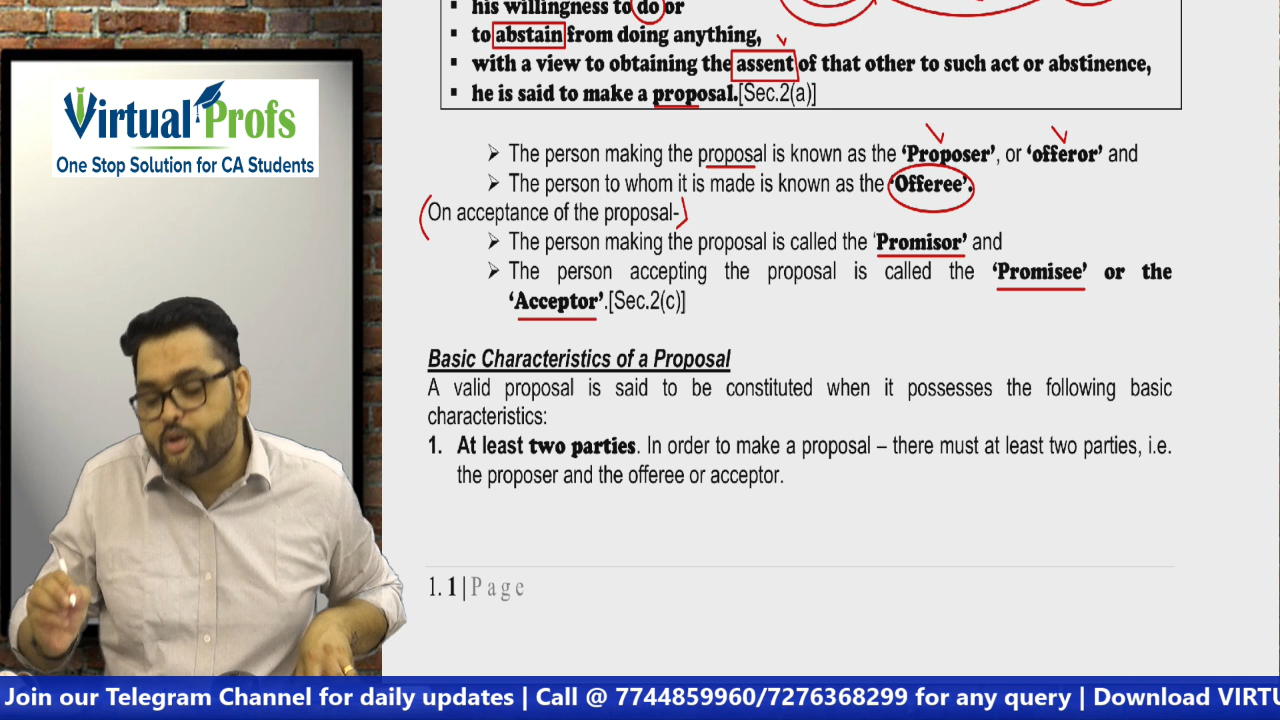 Virtual Profs
One Stop Solution for CA Students
▪ his willingness to do or
▪ to abstain from doing anything,
▪ with a view to obtaining the assent of that other to such act or abstinence,
▪ he is said to make a proposal.[Sec.2(a)]
➢ The person making the proposal is known as the ‘Proposer’, or ‘offeror’ and
➢ The person to whom it is made is known as the ‘Offeree’.
On acceptance of the proposal-
➢ The person making the proposal is called the ‘Promisor’ and
➢ The person accepting the proposal is called the ‘Promisee’ or the
‘Acceptor’.[Sec.2(c)]
Basic Characteristics of a Proposal
A valid proposal is said to be constituted when it possesses the following basic
characteristics:
1. At least two parties. In order to make a proposal – there must at least two parties, i.e.
the proposer and the offeree or acceptor.
1. 1 | Page
Join our Telegram Channel for daily updates | Call @ 7744859960/7276368299 for any query | Download VIRTU